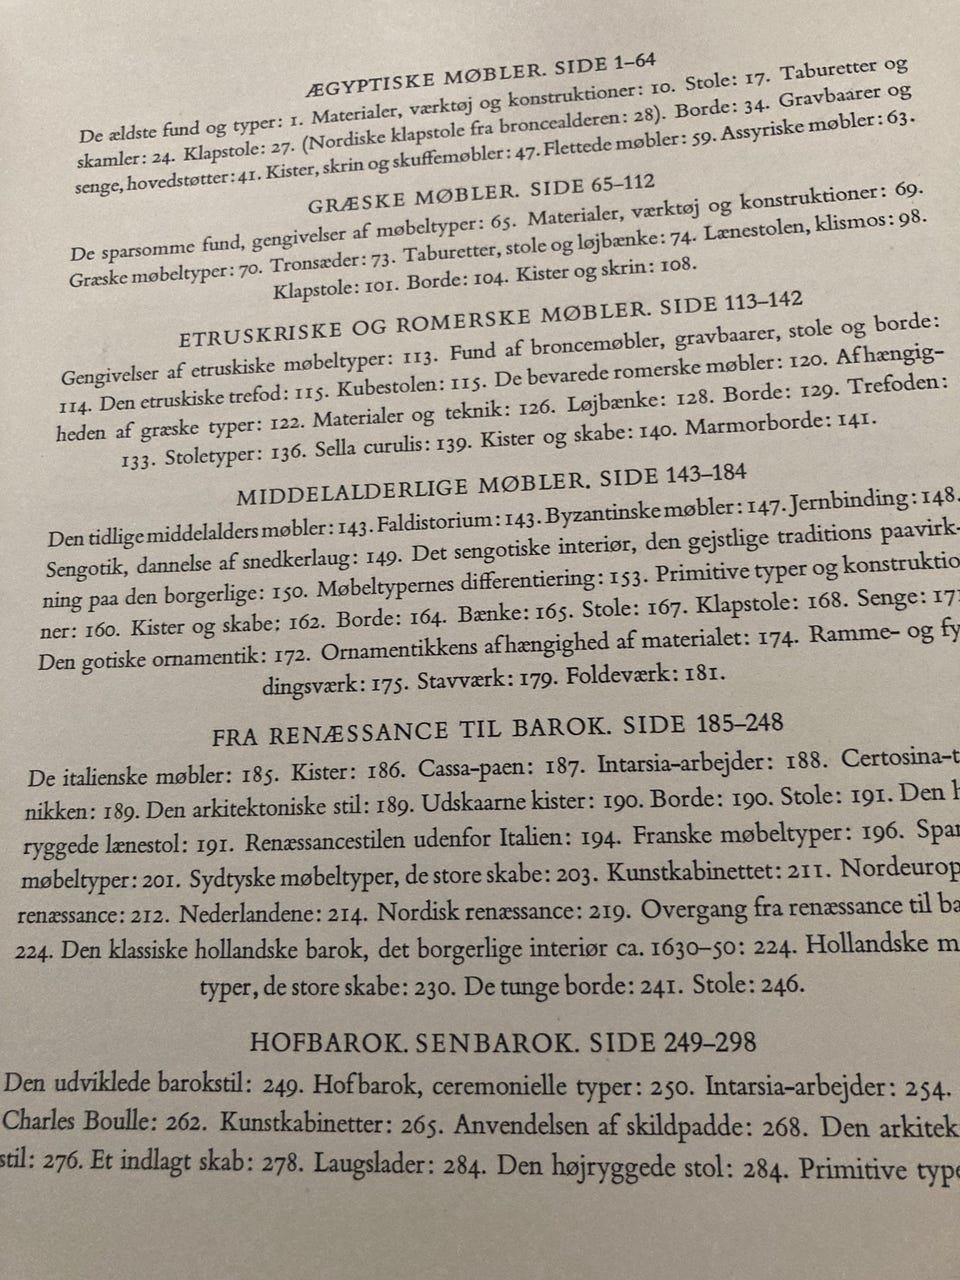 ÆGYPTISKE MØBLER. SIDE 1–64
De ældste fund og typer: 1. Materialer, værktøj og konstruktioner: 10. Stole: 17. Taburetter og
skamler: 24. Klapstole: 27. (Nordiske klapstole fra broncealderen: 28). Borde: 34. Gravbaarer og
senge, hovedstøtter: 41. Kister, skrin og skuffemøbler: 47. Flettede møbler: 59. Assyriske møbler: 63.
GRÆSKE MØBLER. SIDE 65–112
De sparsomme fund, gengivelser af møbeltyper: 65. Materialer, værktøj og konstruktioner: 69.
Græske møbeltyper: 70. Tronsæder: 73. Taburetter, stole og løjbænke: 74. Lænestolen, klismos: 98.
Klapstole: 101. Borde: 104. Kister og skrin: 108.
ETRUSKRISKE OG ROMERSKE MØBLER. SIDE 113–142
Gengivelser af etruskiske møbeltyper: 113. Fund af broncemøbler, gravbaarer, stole og borde:
114. Den etruskiske trefod: 115. Kubestolen: 115. De bevarede romerske møbler: 120. Afhængig-
heden af græske typer: 122. Materialer og teknik: 126. Løjbænke: 128. Borde: 129. Trefoden:
133. Stoletyper: 136. Sella curulis: 139. Kister og skabe: 140. Marmorborde: 141.
MIDDELALDERLIGE MØBLER. SIDE 143–184
Den tidlige middelalders møbler: 143. Faldistorium: 143. Byzantinske møbler: 147. Jernbinding: 148.
Sengotik, dannelse af snedkerlaug: 149. Det sengotiske interiør, den gejstlige traditions paavirk-
ning paa den borgerlige: 150. Møbeltypernes differentiering: 153. Primitive typer og konstruktio
ner: 160. Kister og skabe: 162. Borde: 164. Bænke: 165. Stole: 167. Klapstole: 168. Senge: 171
Den gotiske ornamentik: 172. Ornamentikkens afhængighed af materialet: 174. Ramme- og fy
dingsværk: 175. Stavværk: 179. Foldeværk: 181.
FRA RENÆSSANCE TIL BAROK. SIDE 185–248
De italienske møbler: 185. Kister: 186. Cassa-paen: 187. Intarsia-arbejder: 188. Certosina-t
nikken: 189. Den arkitektoniske stil: 189. Udskaarne kister: 190. Borde: 190. Stole: 191. Den h
ryggede lænestol: 191. Renæssancestilen udenfor Italien: 194. Franske møbeltyper: 196. Span
møbeltyper: 201. Sydtyske møbeltyper, de store skabe: 203. Kunstkabinettet: 211. Nordeurop
renæssance: 212. Nederlandene: 214. Nordisk renæssance: 219. Overgang fra renæssance til ba
224. Den klassiske hollandske barok, det borgerlige interiør ca. 1630–50: 224. Hollandske m
typer, de store skabe: 230. De tunge borde: 241. Stole: 246.
HOFBAROK. SENBAROK. SIDE 249–298
Den udviklede barokstil: 249. Hofbarok, ceremonielle typer: 250. Intarsia-arbejder: 254.
Charles Boulle: 262. Kunstkabinetter: 265. Anvendelsen af skildpadde: 268. Den arkitek
stil: 276. Et indlagt skab: 278. Laugslader: 284. Den højryggede stol: 284. Primitive type